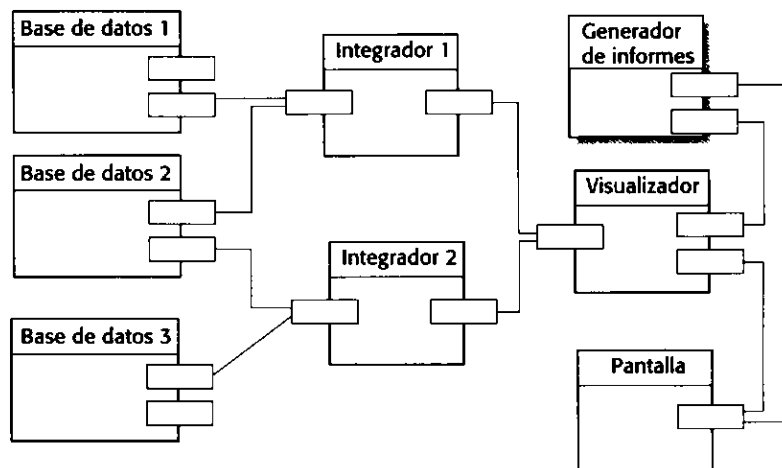 Base de datos 1
Integrador 1
Generador
de informes
Base de datos 2
Visualizador
Integrador 2
Base de datos 3
Pantalla